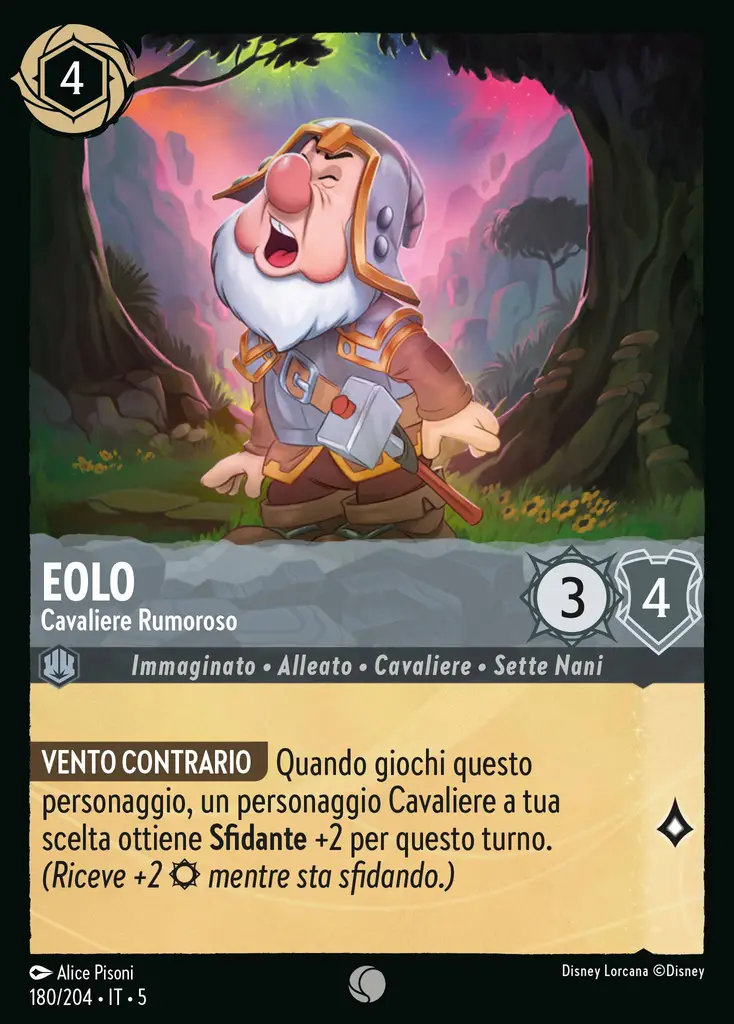 4
EOLO
Cavaliere Rumoroso
3
4
Immaginato • Alleato • Cavaliere • Sette Nani
VENTO CONTRARIO Quando giochi questo
personaggio, un personaggio Cavaliere a tua
scelta ottiene Sfidante +2 per questo turno.
(Riceve +2 mentre sta sfidando.)
Alice Pisoni
Disney Lorcana ©Disney
180/204 • IT • 5